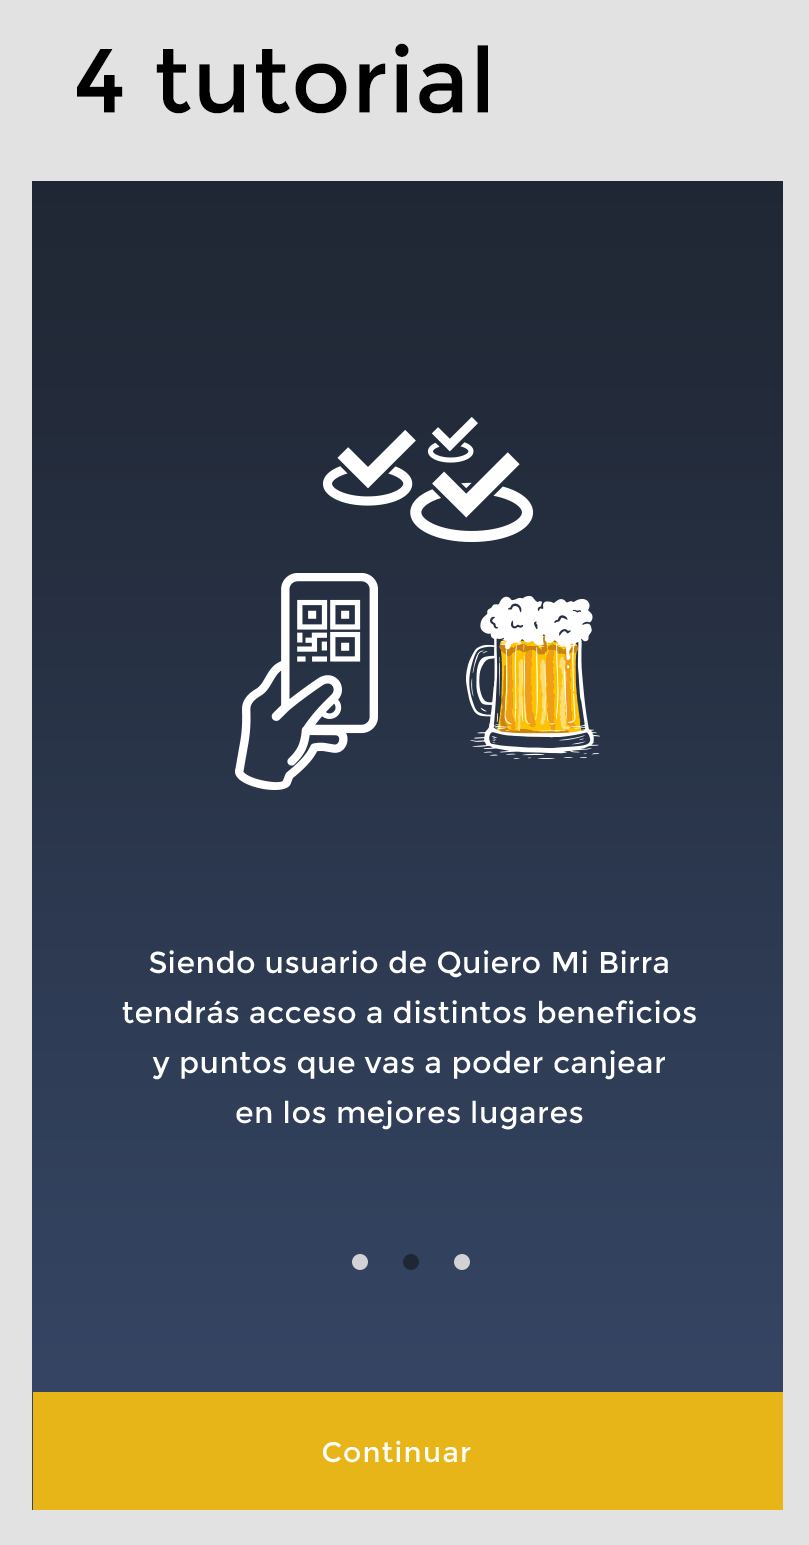 4 tutorial
Siendo usuario de Quiero Mi Birra
tendrás acceso a distintos beneficios
y puntos que vas a poder canjear
en los mejores lugares
Continuar